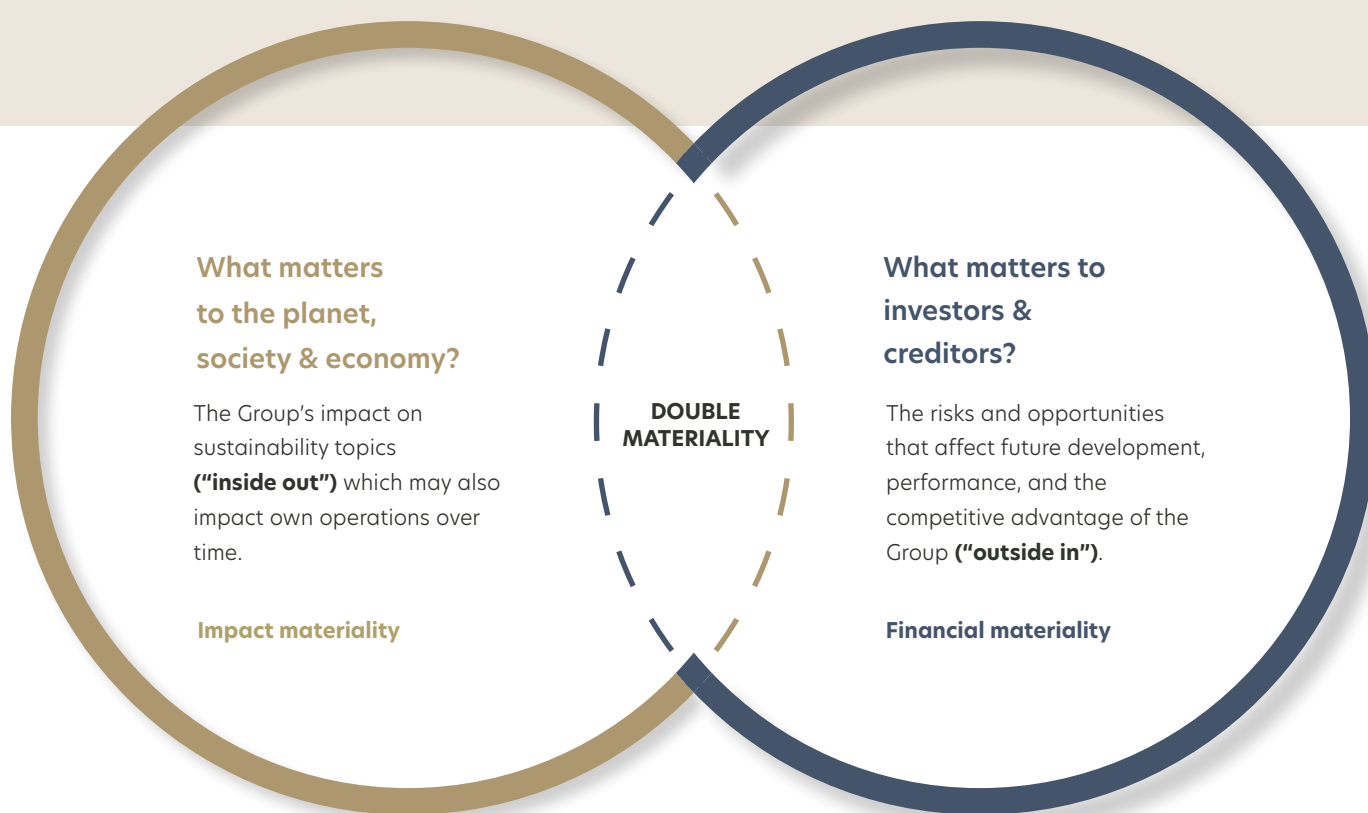 What matters
to the planet,
society & economy?
The Group’s impact on
sustainability topics
(“inside out”) which may also
impact own operations over
time.
Impact materiality
DOUBLE
MATERIALITY
What matters to
investors &
creditors?
The risks and opportunities
that affect future development,
performance, and the
competitive advantage of the
Group (“outside in”).
Financial materiality